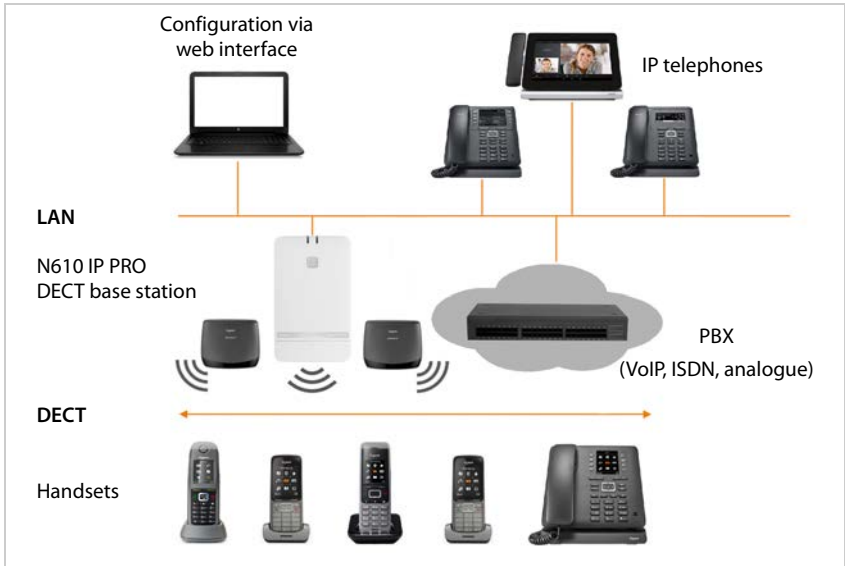 Configuration via
web interface
IP telephones
LAN
N610 IP PRO
DECT base station
PBX
(VoIP, ISDN, analogue)
DECT
Handsets